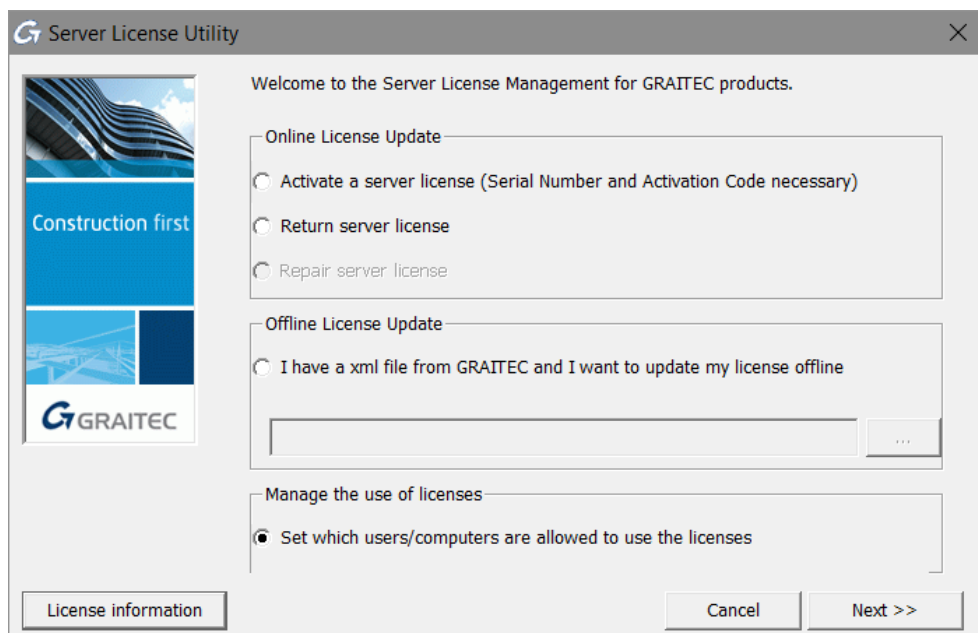 Server License Utility
Welcome to the Server License Management for GRAITEC products.
Online License Update
Activate a server license (Serial Number and Activation Code necessary)
Return server license
Repair server license
Offline License Update
I have a xml file from GRAITEC and I want to update my license offline
...
Manage the use of licenses
Set which users/computers are allowed to use the licenses
Construction first
GRAITEC
License information
Cancel
Next >>